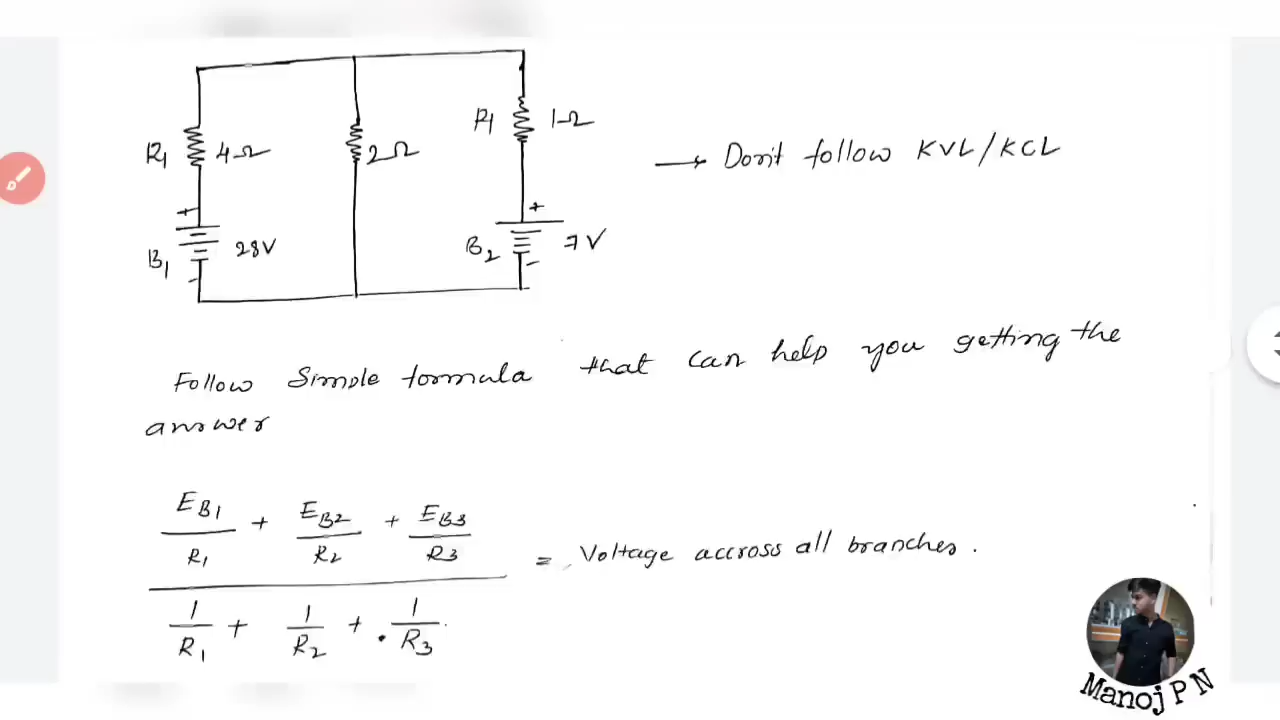 R1 4Ω
2Ω
R1 1Ω
→ Don't follow KVL/KCL
+
B1 28V
-
+
B2 7V
-
Follow Simple formula that can help you getting the
answer
EB1/R1 + EB2/R2 + EB3/R3
= Voltage accross all branches.
1/R1 + 1/R2 + 1/R3
Manoj P N